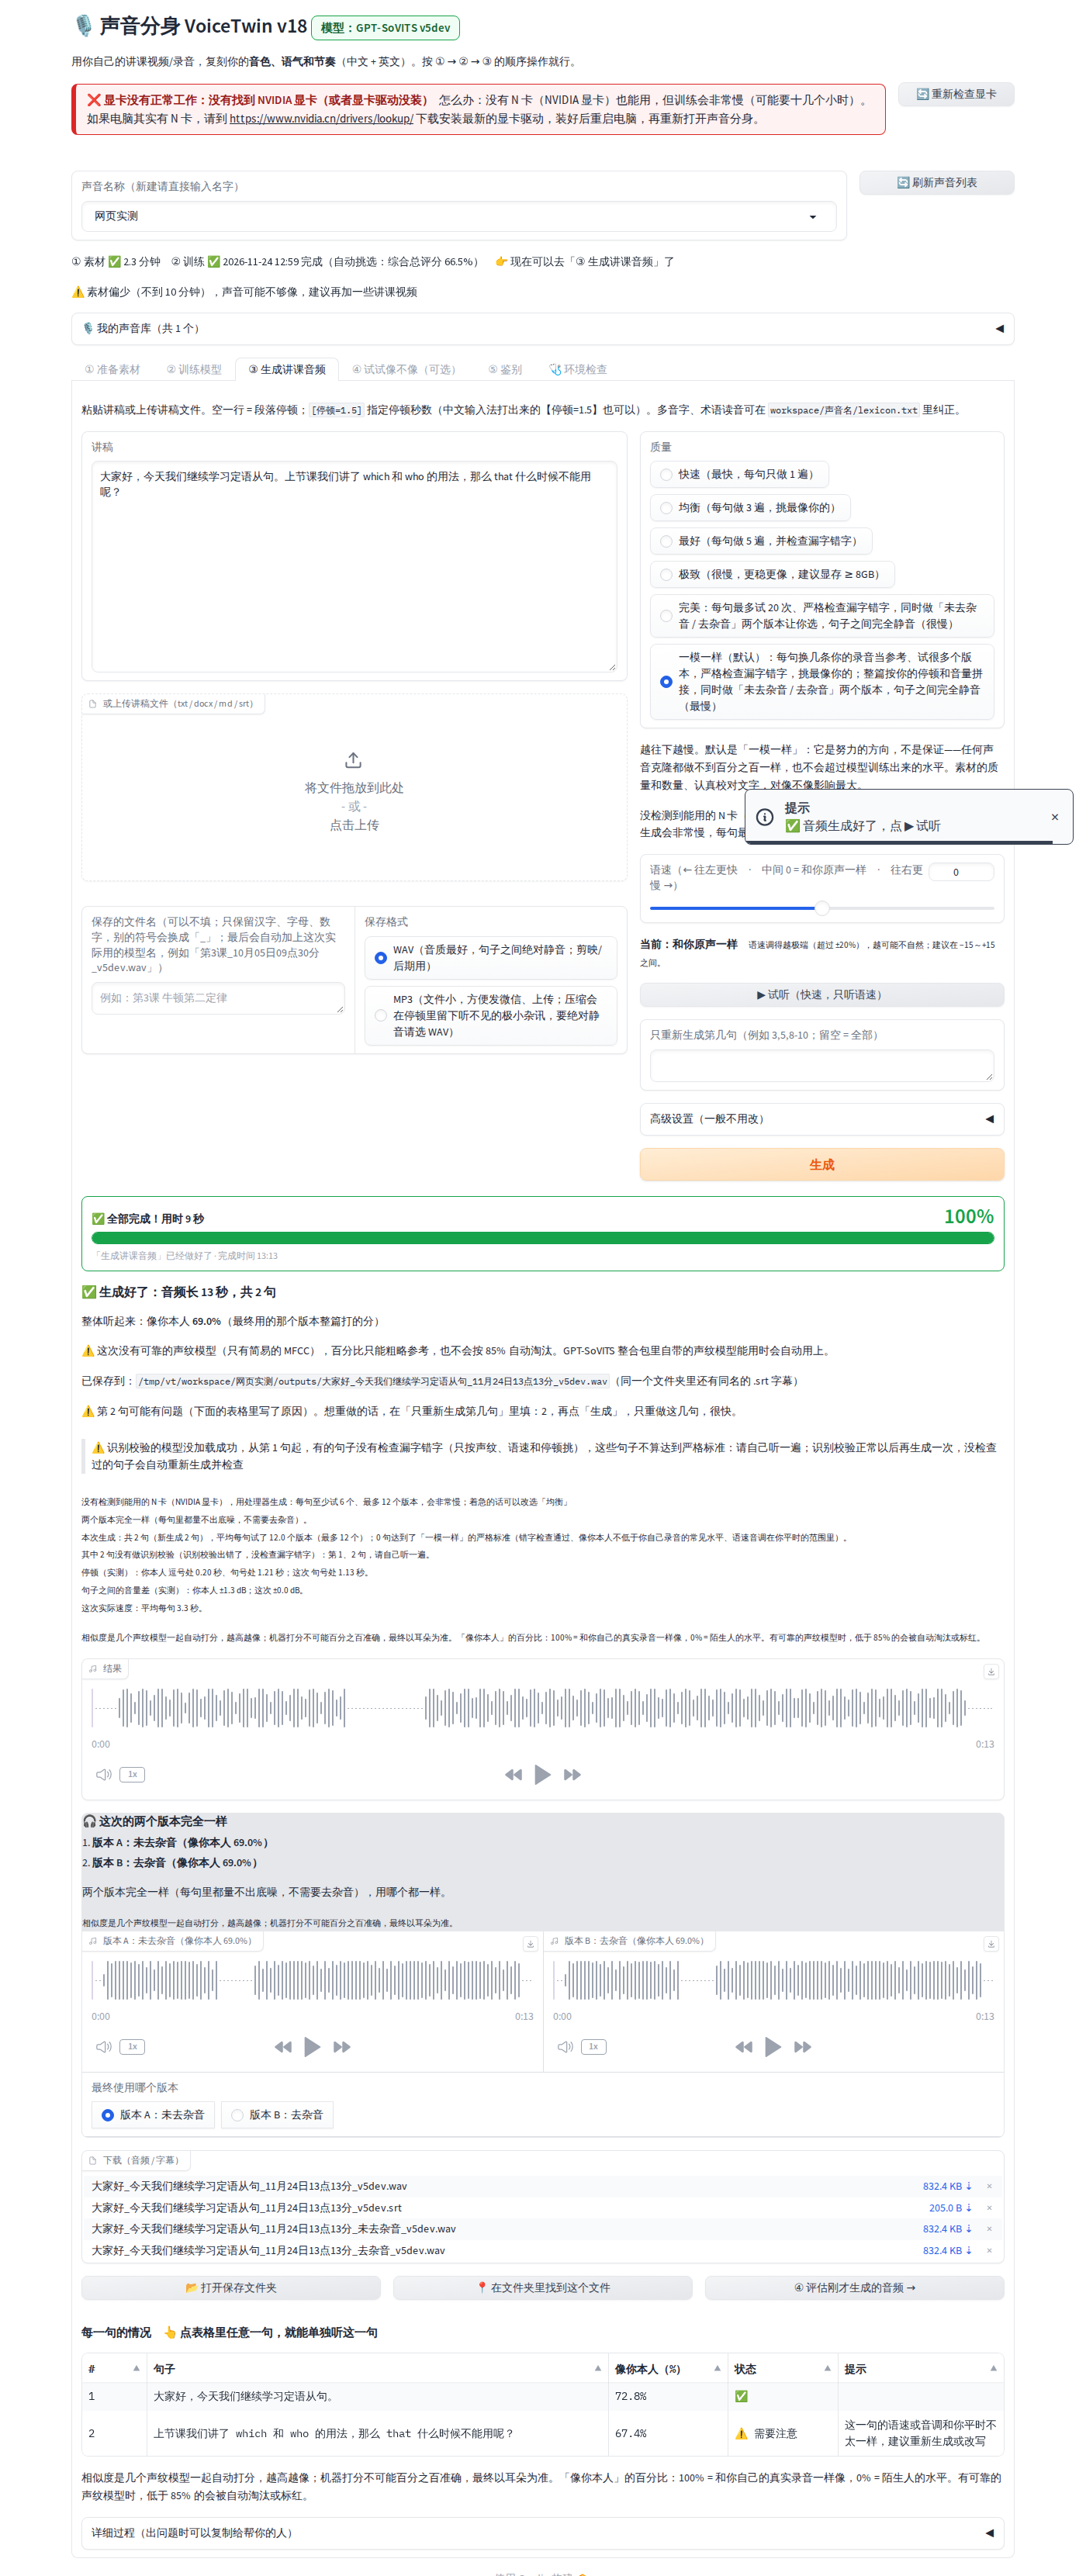 🎙️ 声音分身 VoiceTwin v18 模型：GPT-SoVITS v5dev
用你自己的讲课视频/录音，复刻你的音色、语气和节奏（中文 + 英文）。按 ① → ② → ③ 的顺序操作就行。
❌ 显卡没有正常工作：没有找到 NVIDIA 显卡（或者显卡驱动没装） 怎么办：没有 N 卡（NVIDIA 显卡）也能用，但训练会非常慢（可能要十几个小时）。
如果电脑其实有 N 卡，请到 https://www.nvidia.cn/drivers/lookup/ 下载安装最新的显卡驱动，装好后重启电脑，再重新打开声音分身。
🔄 重新检查显卡
声音名称（新建请直接输入名字）
网页实测
🔄 刷新声音列表
① 素材 ✅ 2.3 分钟 ② 训练 ✅ 2026-11-24 12:59 完成（自动挑选：综合总评分 66.5%） 👉 现在可以去「③ 生成讲课音频」了
⚠️ 素材偏少（不到 10 分钟），声音可能不够像，建议再加一些讲课视频
🎙️ 我的声音库（共 1 个）
① 准备素材 ② 训练模型 ③ 生成讲课音频 ④ 试试像不像（可选） ⑤ 鉴别 🩺 环境检查
粘贴讲稿或上传讲稿文件。空一行 = 段落停顿；[停顿=1.5] 指定停顿秒数（中文输入法打出来的【停顿=1.5】也可以）。多音字、术语读音可在 workspace/声音名/lexicon.txt 里纠正。
讲稿
大家好，今天我们继续学习定语从句。上节课我们讲了 which 和 who 的用法，那么 that 什么时候不能用
呢？
或上传讲稿文件（txt / docx / md / srt）
将文件拖放到此处
- 或 -
点击上传
保存的文件名（可以不填；只保留汉字、字母、数
字，别的符号会换成「_」；最后会自动加上这次实
际用的模型名，例如「第3课_10月05日09点30分
_v5dev.wav」）
例如：第3课 牛顿第二定律
保存格式
WAV（音质最好，句子之间绝对静音；剪映/
后期用）
MP3（文件小，方便发微信、上传；压缩会
在停顿里留下听不见的极小杂讯，要绝对静
音请选 WAV）
质量
快速（最快，每句只做 1 遍）
均衡（每句做 3 遍，挑最像你的）
最好（每句做 5 遍，并检查漏字错字）
极致（很慢，更稳更像，建议显存 ≥ 8GB）
完美：每句最多试 20 次、严格检查漏字错字，同时做「未去杂
音 / 去杂音」两个版本让你选，句子之间完全静音（很慢）
一模一样（默认）：每句换几条你的录音当参考、试很多个版
本，严格检查漏字错字，挑最像你的；整篇按你的停顿和音量拼
接，同时做「未去杂音 / 去杂音」两个版本，句子之间完全静音
（最慢）
越往下越慢。默认是「一模一样」：它是努力的方向，不是保证——任何声
音克隆都做不到百分之百一样，也不会超过模型训练出来的水平。素材的质
量和数量、认真校对文字，对像不像影响最大。
没检测到能用的 N 卡
生成会非常慢，每句
提示
✅ 音频生成好了，点 ▶ 试听
×
语速（← 往左更快 · 中间 0 = 和你原声一样 · 往右更
慢 →）
0
当前：和你原声一样 语速调得越极端（超过 ±20%），越可能不自然；建议在 −15～+15
之间。
▶ 试听（快速，只听语速）
只重新生成第几句（例如 3,5,8-10；留空 = 全部）
高级设置（一般不用改）
生成
✅ 全部完成！用时 9 秒 100%
「生成讲课音频」已经做好了 · 完成时间 13:13
✅ 生成好了：音频长 13 秒，共 2 句
整体听起来：像你本人 69.0%（最终用的那个版本整篇打的分）
⚠️ 这次没有可靠的声纹模型（只有简易的 MFCC），百分比只能粗略参考，也不会按 85% 自动淘汰。GPT-SoVITS 整合包里自带的声纹模型能用时会自动用上。
已保存到：/tmp/vt/workspace/网页实测/outputs/大家好_今天我们继续学习定语从句_11月24日13点13分_v5dev.wav（同一个文件夹里还有同名的 .srt 字幕）
⚠️ 第 2 句可能有问题（下面的表格里写了原因）。想重做的话，在「只重新生成第几句」里填：2，再点「生成」，只重做这几句，很快。
⚠️ 识别校验的模型没加载成功，从第 1 句起，有的句子没有检查漏字错字（只按声纹、语速和停顿挑），这些句子不算达到严格标准：请自己听一遍；识别校验正常以后再生成一次，没检查
过的句子会自动重新生成并检查
没有检测到能用的 N 卡（NVIDIA 显卡），用处理器生成：每句至少试 6 个、最多 12 个版本，会非常慢；着急的话可以改选「均衡」
两个版本完全一样（每句里都量不出底噪，不需要去杂音）。
本次生成：共 2 句（新生成 2 句），平均每句试了 12.0 个版本（最多 12 个）；0 句达到了「一模一样」的严格标准（错字检查通过、像你本人不低于你自己录音的常见水平、语速音调在你平时的范围里）。
其中 2 句没有做识别校验（识别校验出错了，没检查漏字错字）：第 1、2 句，请自己听一遍。
停顿（实测）：你本人 逗号处 0.20 秒、句号处 1.21 秒；这次 句号处 1.13 秒。
句子之间的音量差（实测）：你本人 ±1.3 dB；这次 ±0.0 dB。
这次实际速度：平均每句 3.3 秒。
相似度是几个声纹模型一起自动打分，越高越像；机器打分不可能百分之百准确，最终以耳朵为准。「像你本人」的百分比：100% = 和你自己的真实录音一样像，0% = 陌生人的水平。有可靠的声纹模型时，低于 85% 的会被自动淘汰或标红。
结果
0:00 0:13
1x
🎧 这次的两个版本完全一样
1. 版本 A：未去杂音（像你本人 69.0%）
2. 版本 B：去杂音（像你本人 69.0%）
两个版本完全一样（每句里都量不出底噪，不需要去杂音），用哪个都一样。
相似度是几个声纹模型一起自动打分，越高越像；机器打分不可能百分之百准确，最终以耳朵为准。
版本 A：未去杂音（像你本人 69.0%）
0:00 0:13
1x
版本 B：去杂音（像你本人 69.0%）
0:00 0:13
1x
最终使用哪个版本
版本 A：未去杂音 版本 B：去杂音
下载（音频 / 字幕）
大家好_今天我们继续学习定语从句_11月24日13点13分_v5dev.wav 832.4 KB ⇣ ×
大家好_今天我们继续学习定语从句_11月24日13点13分_v5dev.srt 205.0 B ⇣ ×
大家好_今天我们继续学习定语从句_11月24日13点13分_未去杂音_v5dev.wav 832.4 KB ⇣ ×
大家好_今天我们继续学习定语从句_11月24日13点13分_去杂音_v5dev.wav 832.4 KB ⇣ ×
📂 打开保存文件夹 📍 在文件夹里找到这个文件 ④ 评估刚才生成的音频 →
每一句的情况 👆 点表格里任意一句，就能单独听这一句
# 句子 像你本人（%） 状态 提示
1 大家好，今天我们继续学习定语从句。 72.8% ✅
2 上节课我们讲了 which 和 who 的用法，那么 that 什么时候不能用呢？ 67.4% ⚠️ 需要注意 这一句的语速或音调和你平时不
太一样，建议重新生成或改写
相似度是几个声纹模型一起自动打分，越高越像；机器打分不可能百分之百准确，最终以耳朵为准。「像你本人」的百分比：100% = 和你自己的真实录音一样像，0% = 陌生人的水平。有可靠的
声纹模型时，低于 85% 的会被自动淘汰或标红。
详细过程（出问题时可以复制给帮你的人）